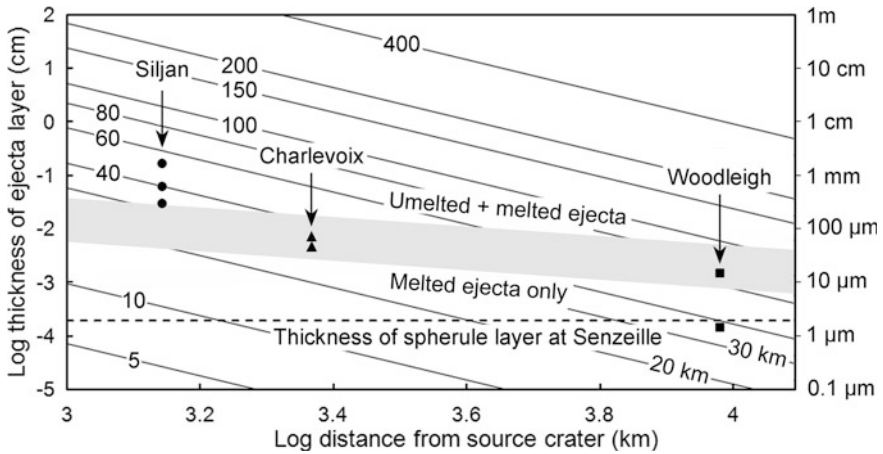 Log thickness of ejecta layer (cm)
2
1
0
-1
-2
-3
-4
-5
1m
10 cm
1 cm
1 mm
100 µm
10 µm
1 µm
0.1 µm
400
200
150
100
80
60
40
Siljan
Charlevoix
Woodleigh
Umelted + melted ejecta
Melted ejecta only
10
5
Thickness of spherule layer at Senzeille
30 km
20 km
3
3.2
3.4
3.6
3.8
4
Log distance from source crater (km)